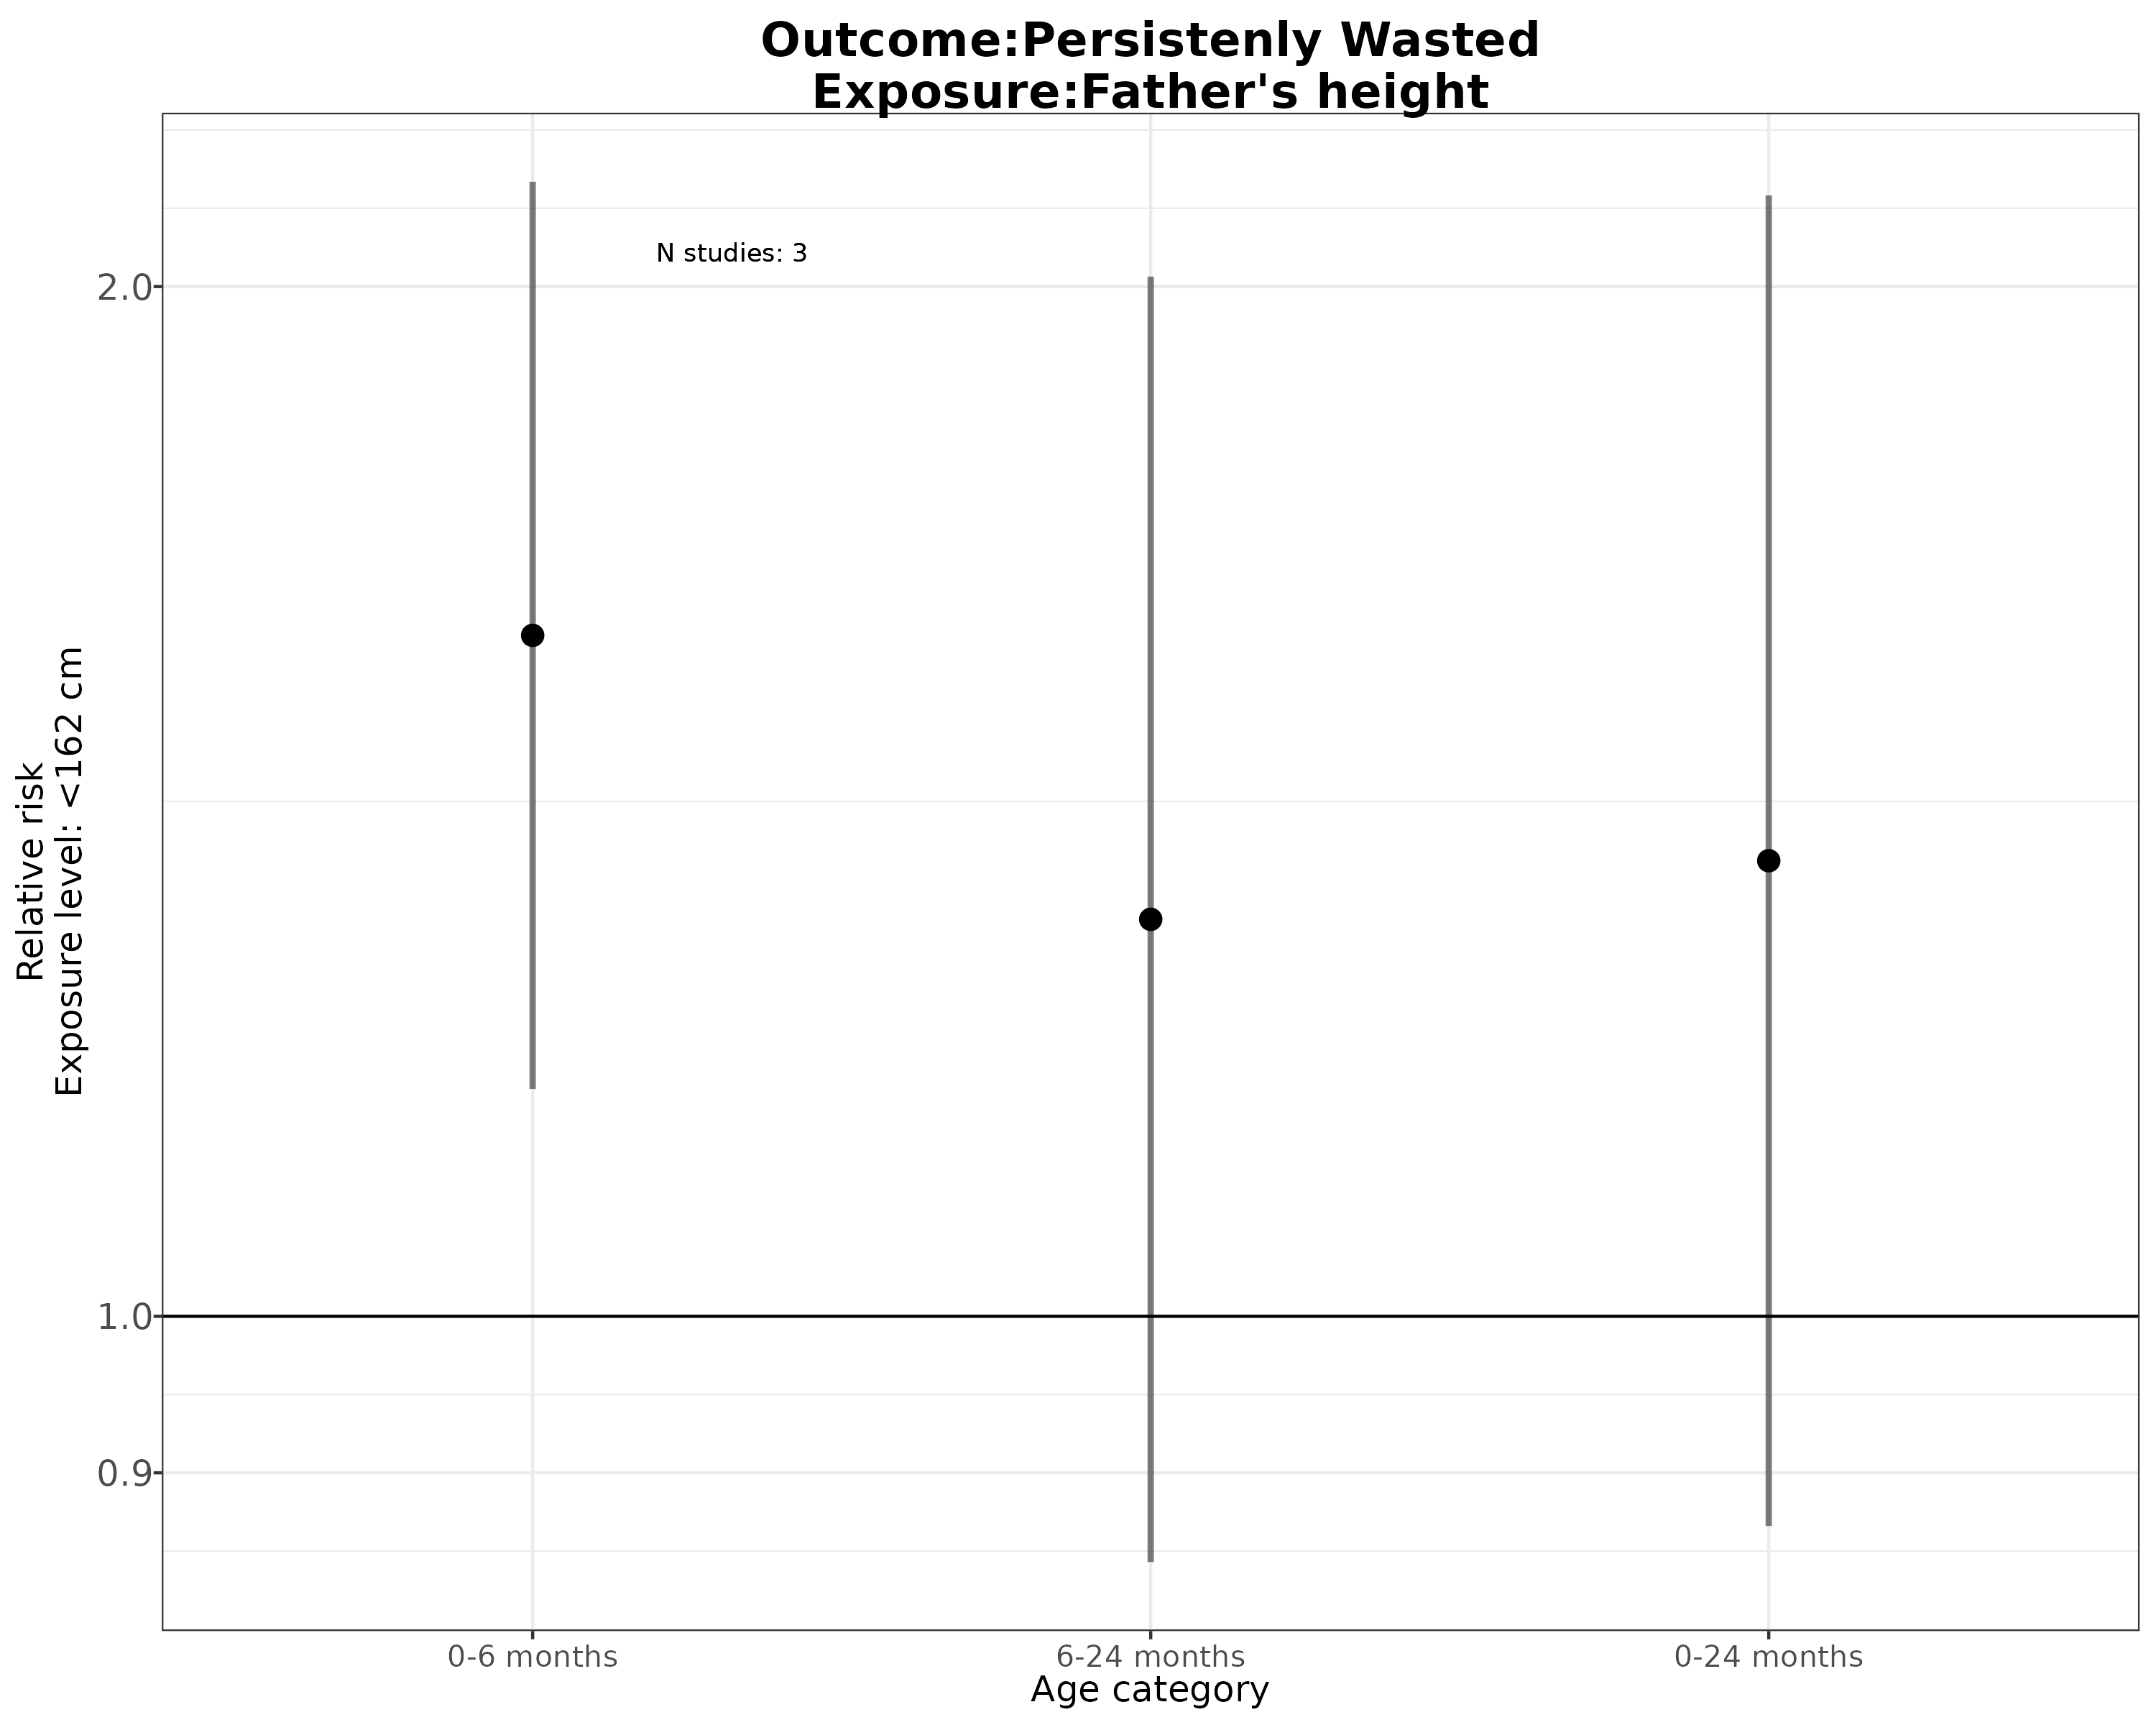 Outcome:Persistenly Wasted
Exposure:Father's height
N studies: 3
2.0
1.0
0.9
Relative risk
Exposure level: <162 cm
0-6 months
6-24 months
0-24 months
Age category